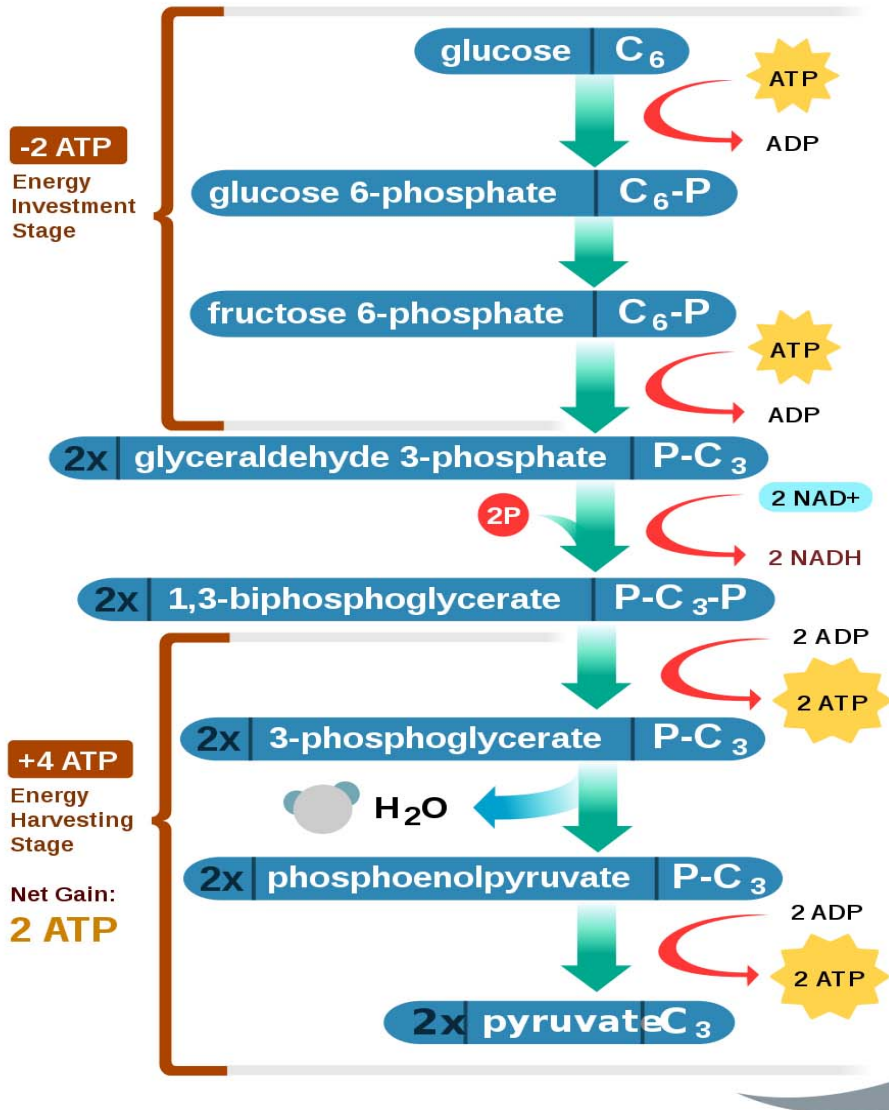 glucose C6
ATP
ADP
-2 ATP
Energy
Investment
Stage
glucose 6-phosphate C6-P
fructose 6-phosphate C6-P
ATP
ADP
2x glyceraldehyde 3-phosphate P-C3
2P
2 NAD+
2 NADH
2x 1,3-biphosphoglycerate P-C3-P
2 ADP
2 ATP
2x 3-phosphoglycerate P-C3
+4 ATP
Energy
Harvesting
Stage
H2O
2x phosphoenolpyruvate P-C3
Net Gain:
2 ATP
2 ADP
2 ATP
2x pyruvate C3